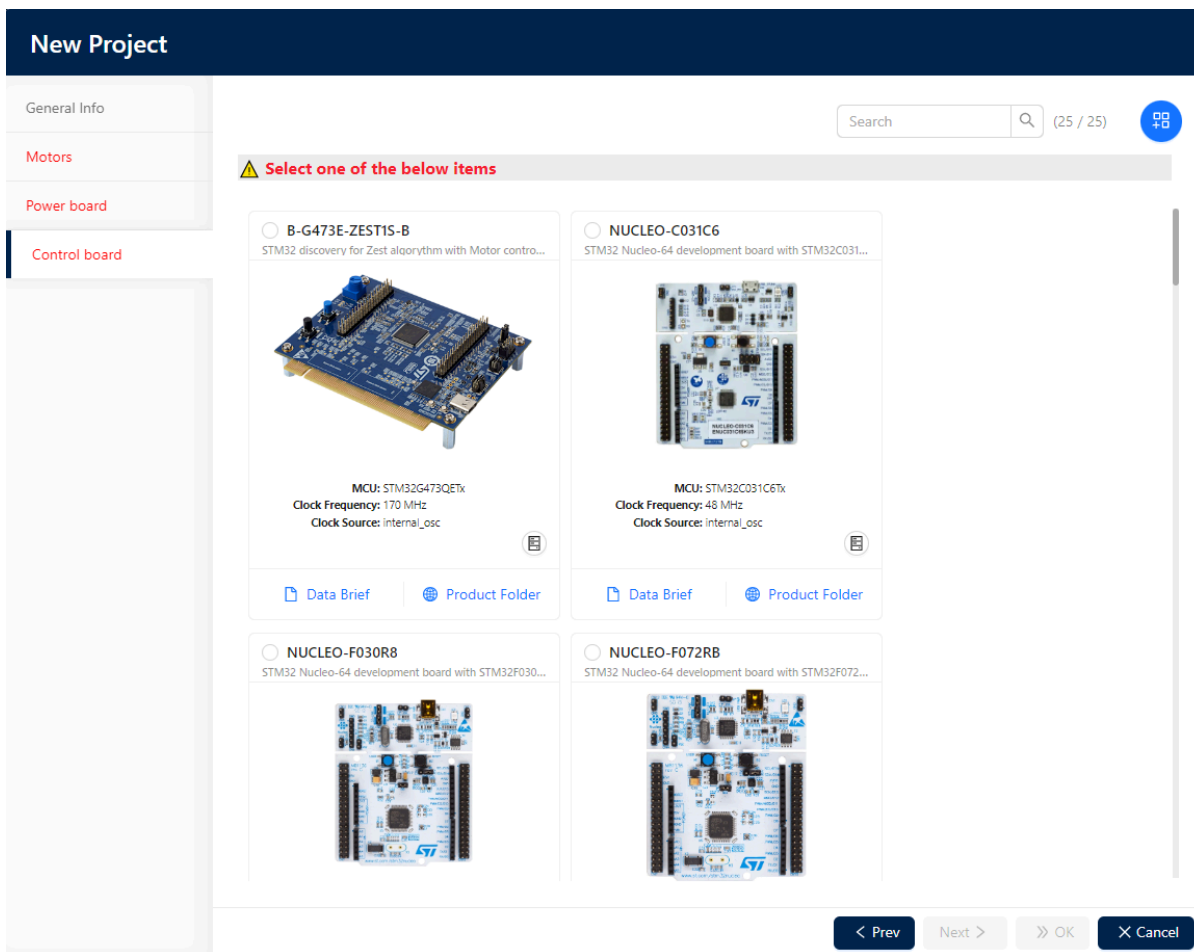 New Project
General Info
Motors
Power board
Control board
Search
(25 / 25)
Select one of the below items
B-G473E-ZEST1S-B
STM32 discovery for Zest algorythm with Motor contro...
MCU: STM32G473QETx
Clock Frequency: 170 MHz
Clock Source: internal_osc
Data Brief
Product Folder
NUCLEO-C031C6
STM32 Nucleo-64 development board with STM32C031...
NUCLEO-C031C6
MCU: STM32C031C6Tx
Clock Frequency: 48 MHz
Clock Source: internal_osc
Data Brief
Product Folder
NUCLEO-F030R8
STM32 Nucleo-64 development board with STM32F030...
NUCLEO-F072RB
STM32 Nucleo-64 development board with STM32F072...
Prev
Next
OK
Cancel